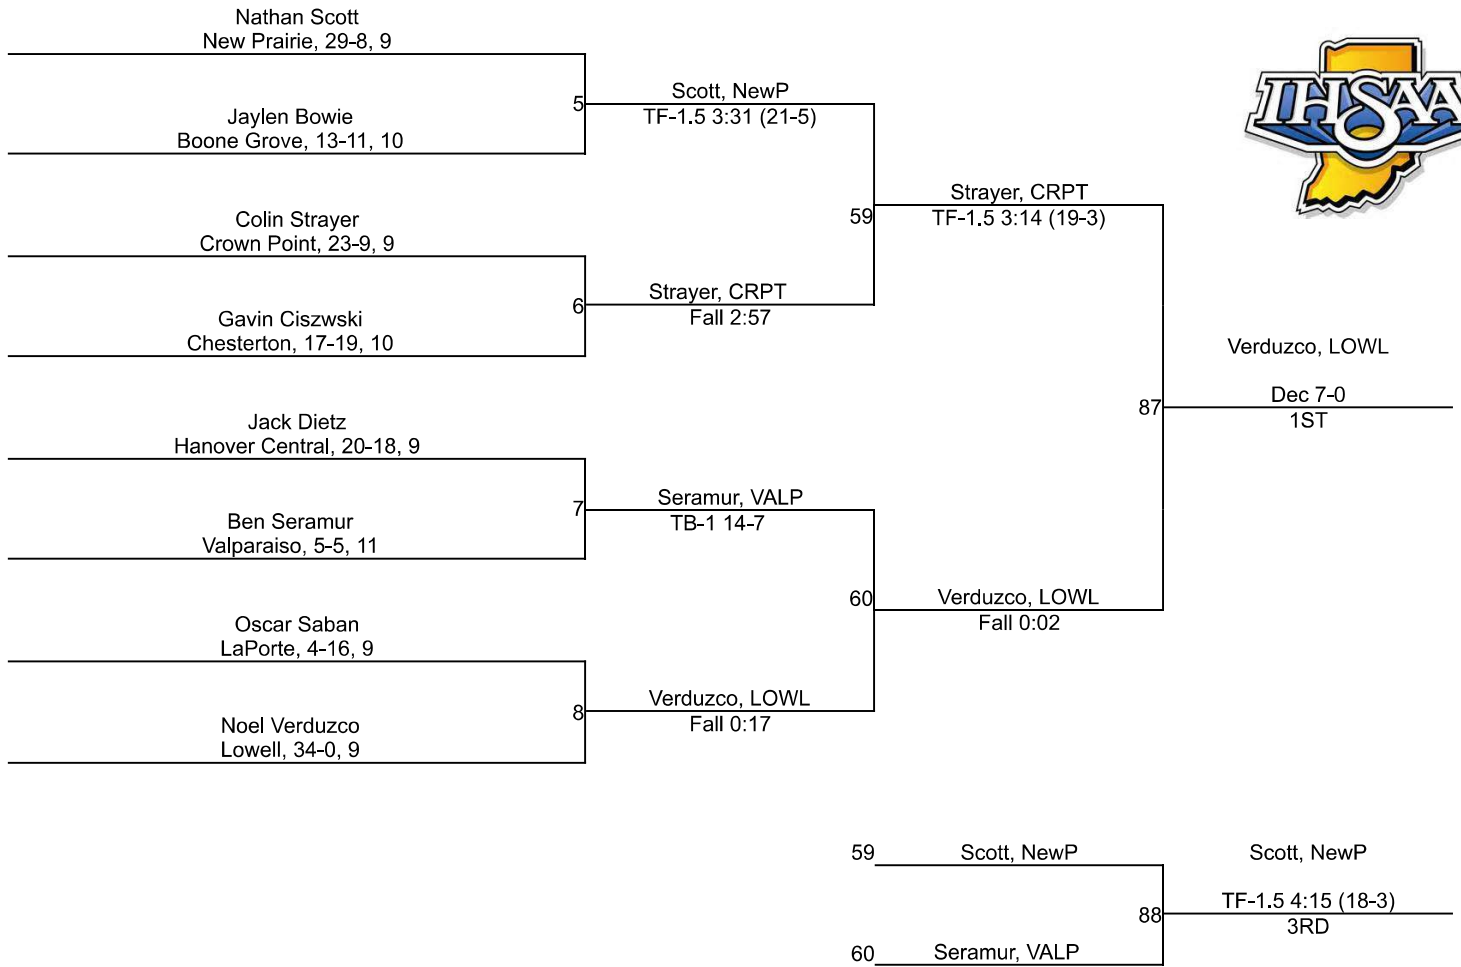 Nathan Scott
New Prairie, 29-8, 9
Jaylen Bowie
Boone Grove, 13-11, 10
5
Scott, NewP
TF-1.5 3:31 (21-5)
IHSAA
Colin Strayer
Crown Point, 23-9, 9
Gavin Ciszwski
Chesterton, 17-19, 10
6
Strayer, CRPT
Fall 2:57
59
Strayer, CRPT
TF-1.5 3:14 (19-3)
Jack Dietz
Hanover Central, 20-18, 9
Ben Seramur
Valparaiso, 5-5, 11
7
Seramur, VALP
TB-1 14-7
Oscar Saban
LaPorte, 4-16, 9
Noel Verduzco
Lowell, 34-0, 9
8
Verduzco, LOWL
Fall 0:17
60
Verduzco, LOWL
Fall 0:02
87
Verduzco, LOWL
Dec 7-0
1ST
59
Scott, NewP
60
Seramur, VALP
88
Scott, NewP
TF-1.5 4:15 (18-3)
3RD